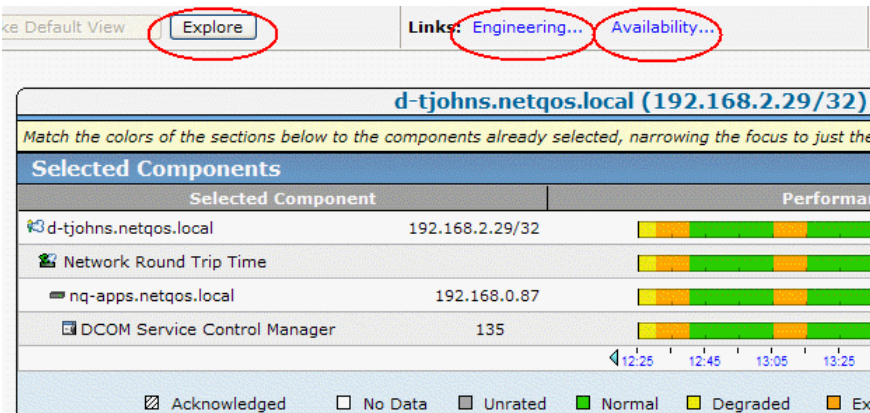 ke Default View Explore Links: Engineering... Availability...
d-tjohns.netqos.local (192.168.2.29/32)
Match the colors of the sections below to the components already selected, narrowing the focus to just the
Selected Components
Selected Component Performa
d-tjohns.netqos.local 192.168.2.29/32
Network Round Trip Time
nq-apps.netqos.local 192.168.0.87
DCOM Service Control Manager 135
12:25 12:45 13:05 13:25
Acknowledged No Data Unrated Normal Degraded Ex